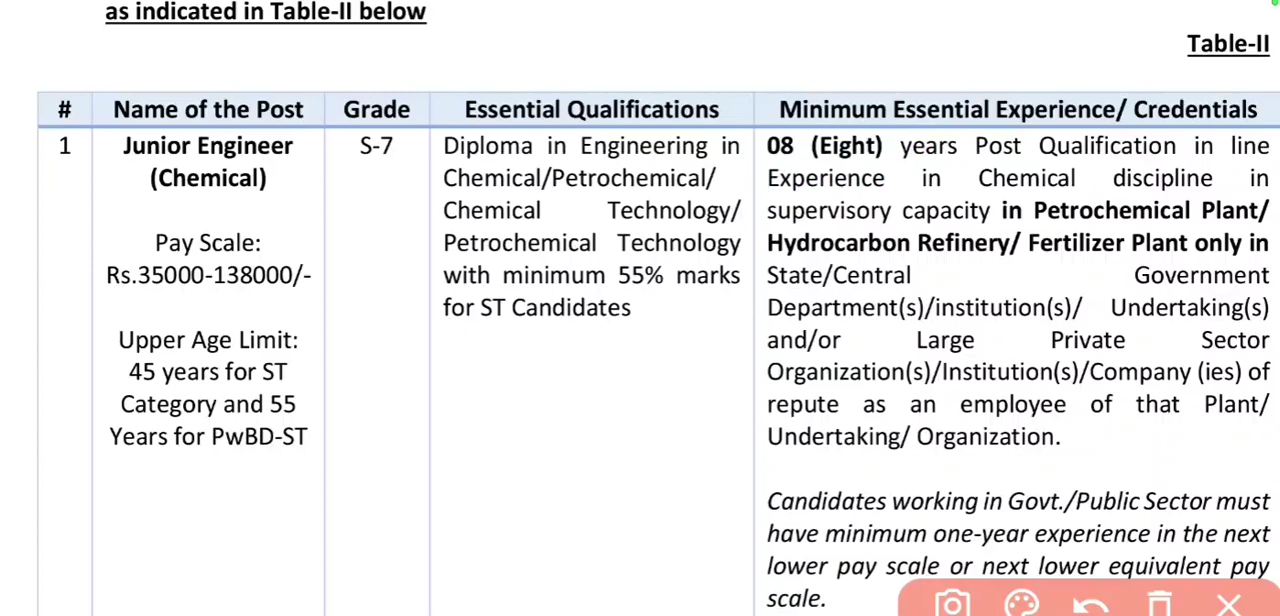 as indicated in Table-II below
Table-II
# Name of the Post Grade Essential Qualifications Minimum Essential Experience/ Credentials
1
Junior Engineer
(Chemical)
Pay Scale:
Rs.35000-138000/-
Upper Age Limit:
45 years for ST
Category and 55
Years for PwBD-ST
S-7
Diploma in Engineering in
Chemical/Petrochemical/
Chemical Technology/
Petrochemical Technology
with minimum 55% marks
for ST Candidates
08 (Eight) years Post Qualification in line
Experience in Chemical discipline in
supervisory capacity in Petrochemical Plant/
Hydrocarbon Refinery/ Fertilizer Plant only in
State/Central Government
Department(s)/institution(s)/ Undertaking(s)
and/or Large Private Sector
Organization(s)/Institution(s)/Company (ies) of
repute as an employee of that Plant/
Undertaking/ Organization.
Candidates working in Govt./Public Sector must
have minimum one-year experience in the next
lower pay scale or next lower equivalent pay
scale.